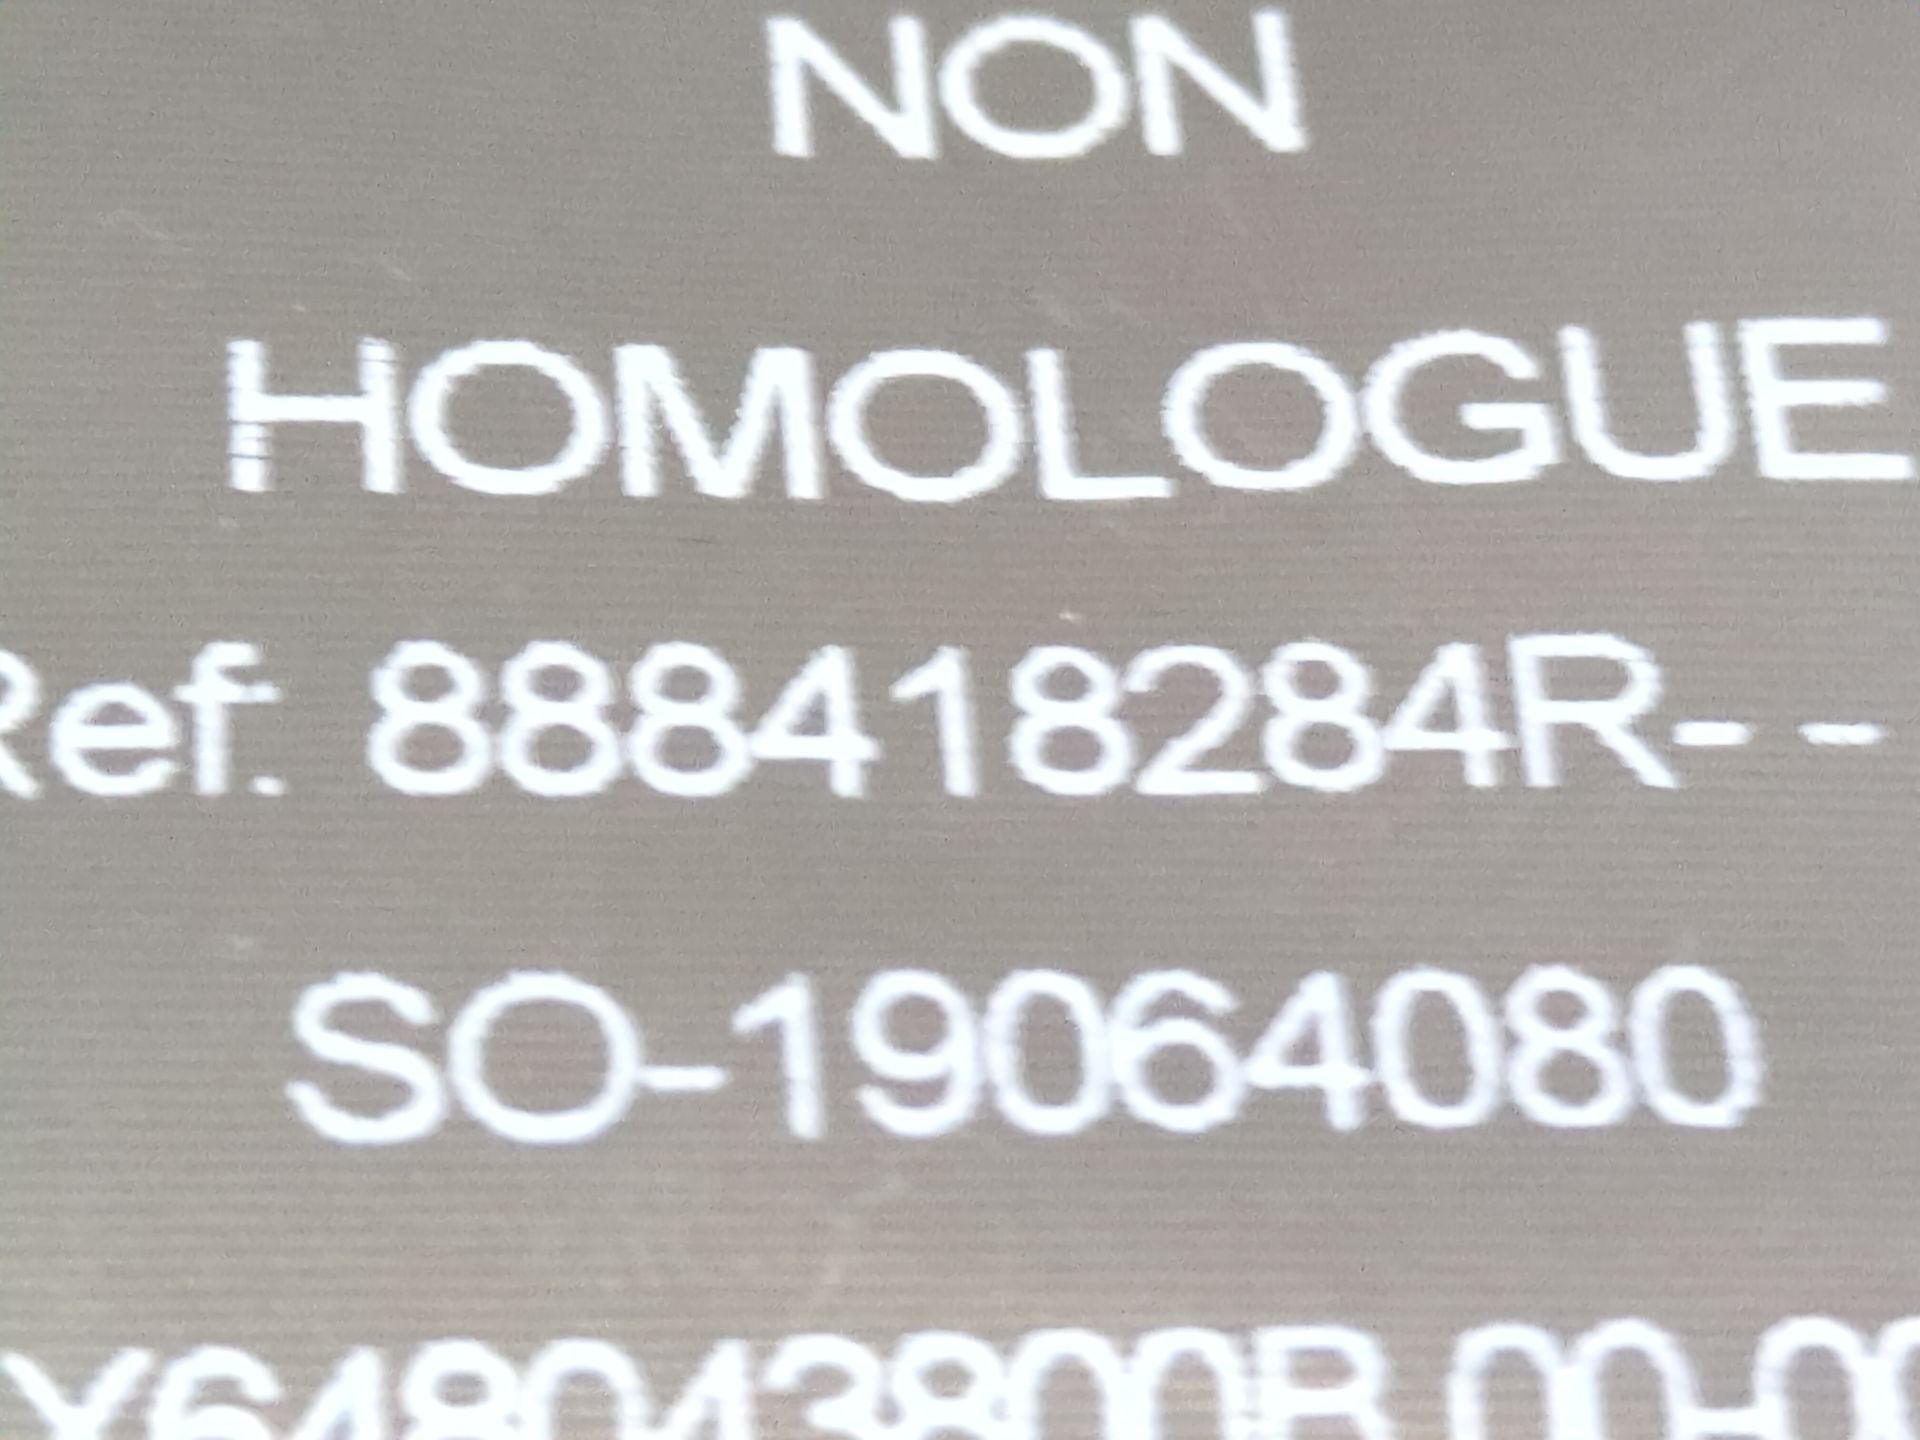 NON
HOMOLOGUE
Ref. 888418284R- -
SO-19064080